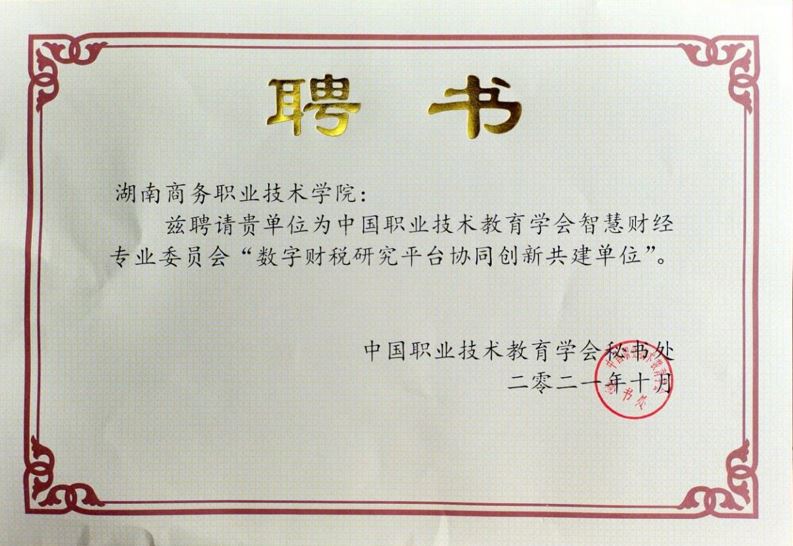 聘 书
湖南商务职业技术学院：
兹聘请贵单位为中国职业技术教育学会智慧财经
专业委员会“数字财税研究平台协同创新共建单位”。
中国职业技术教育学会秘书处
二零二一年十月